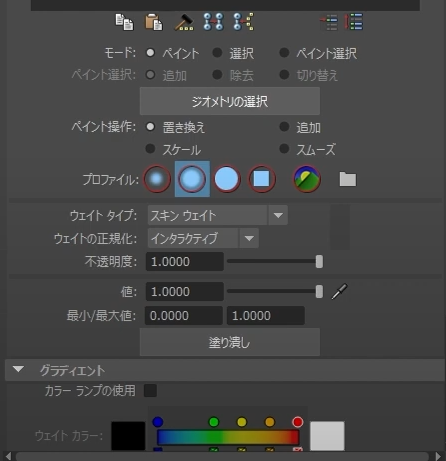 モード: ペイント 選択 ペイント選択
ペイント選択: 追加 除去 切り替え
ジオメトリの選択
ペイント操作: 置き換え 追加
スケール スムーズ
プロファイル:
ウェイト タイプ: スキン ウェイト
ウェイトの正規化: インタラクティブ
不透明度: 1.0000
値: 1.0000
最小/最大値: 0.0000 1.0000
塗り潰し
グラディエント
カラー ランプの使用
ウェイト カラー: